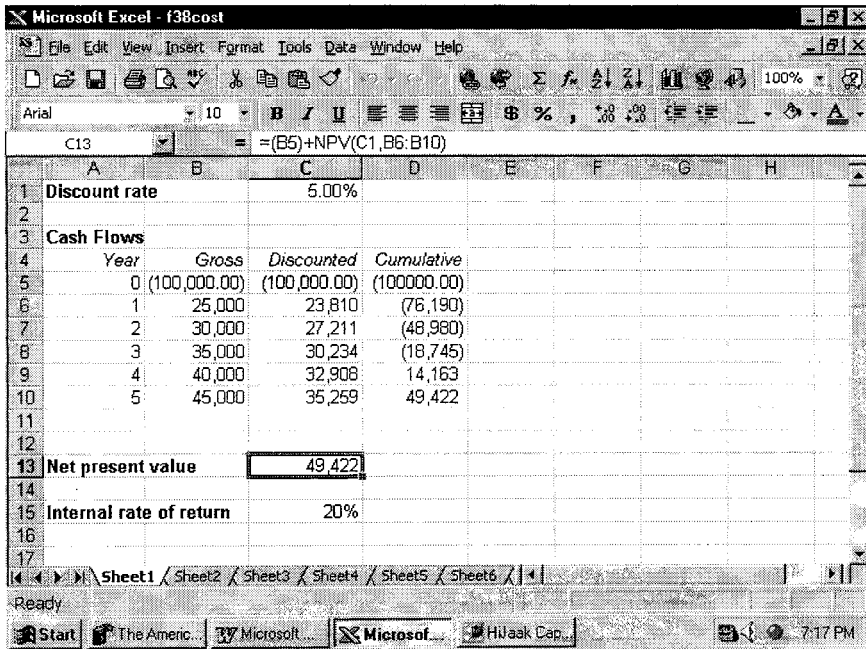 Microsoft Excel - f38cost
File Edit View Insert Format Tools Data Window Help
Σ fx 100%
Arial 10 B I U $ % ,
C13 = =(B5)+NPV(C1,B6:B10)
A B C D E F G H
1 Discount rate 5.00%
2
3 Cash Flows
4 Year Gross Discounted Cumulative
5 0 (100,000.00) (100,000.00) (100000.00)
6 1 25,000 23,810 (76,190)
7 2 30,000 27,211 (48,980)
8 3 35,000 30,234 (18,745)
9 4 40,000 32,908 14,163
10 5 45,000 35,259 49,422
11
12
13 Net present value 49,422
14
15 Internal rate of return 20%
16
17
Sheet1 / Sheet2 / Sheet3 / Sheet4 / Sheet5 / Sheet6
Ready
Start The Americ... Microsoft ... Microsof... HiJaak Cap... 7:17 PM